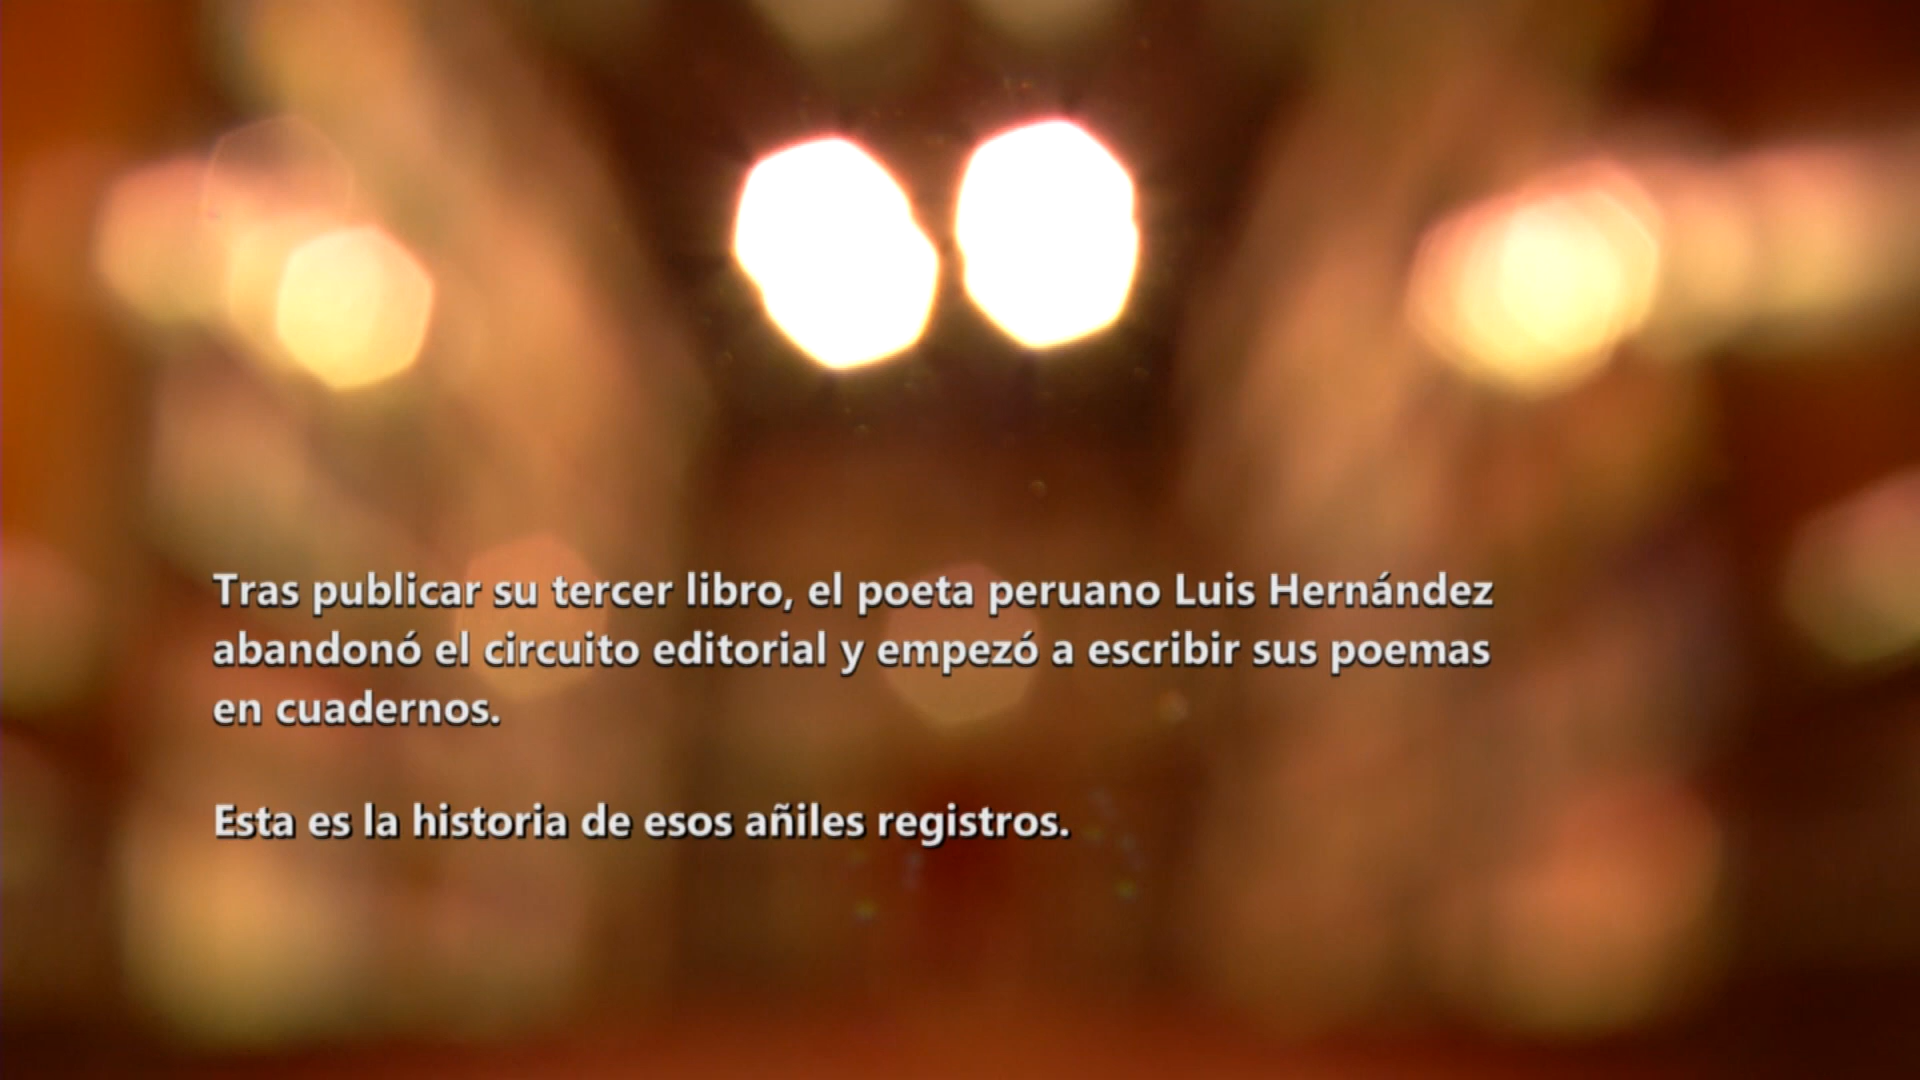 Tras publicar su tercer libro, el poeta peruano Luis Hernández
abandonó el circuito editorial y empezó a escribir sus poemas
en cuadernos.
Esta es la historia de esos añiles registros.